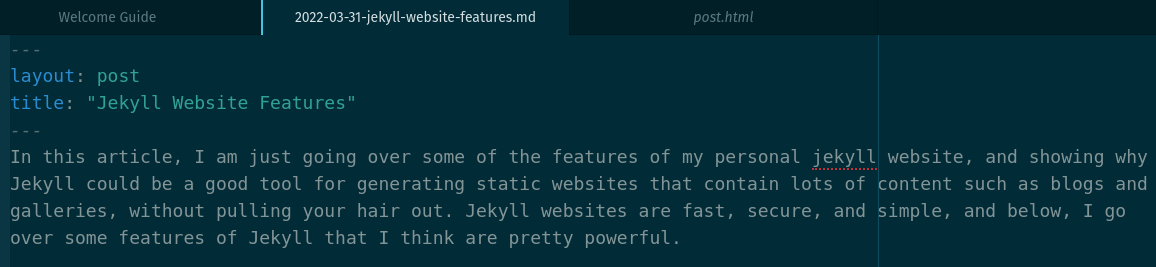 Welcome Guide 2022-03-31-jekyll-website-features.md post.html
---
layout: post
title: "Jekyll Website Features"
---
In this article, I am just going over some of the features of my personal jekyll website, and showing why
Jekyll could be a good tool for generating static websites that contain lots of content such as blogs and
galleries, without pulling your hair out. Jekyll websites are fast, secure, and simple, and below, I go
over some features of Jekyll that I think are pretty powerful.